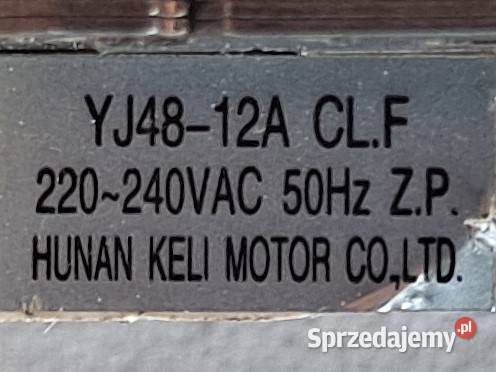 YJ48-12A CL.F
220~240VAC 50Hz Z.P.
HUNAN KELI MOTOR CO.,LTD.
Sprzedajemy.pl